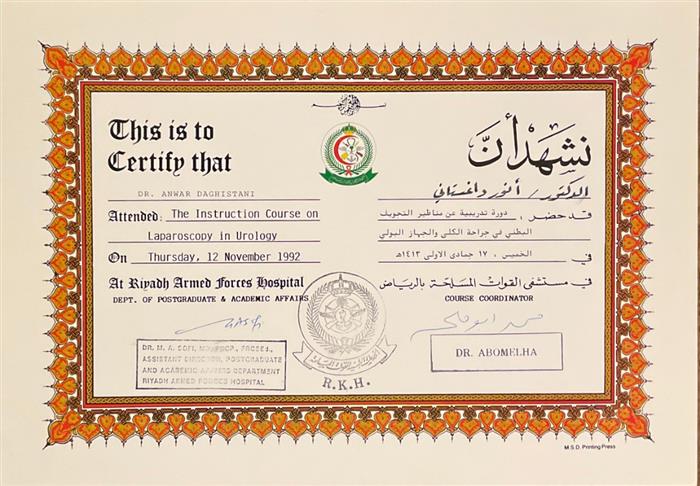 This is to
Certify that
DR. ANWAR DAGHISTANI
Attended: The Instruction Course on
Laparoscopy in Urology
On Thursday, 12 November 1992
At Riyadh Armed Forces Hospital
DEPT. OF POSTGRADUATE & ACADEMIC AFFAIRS
DR. M. A. SOFI,
ASSISTANT DIRECTOR, POSTGRADUATE
AND ACADEMIC AFFAIRS DEPARTMENT
RIYADH ARMED FORCES HOSPITAL
R.K.H.
نشهد أنّ
الدكتور/ أنور داغستاني
قد حضر، دورة تدريبية عن مناظير التجويف
البطني في جراحة الكلى والجهاز البولي
في الخميس ، ١٧ جمادى الاولى ١٤١٣هـ
في مستشفى القوات المسلحة بالرياض
COURSE COORDINATOR
DR. ABOMELHA
M.S.D. Printing Press